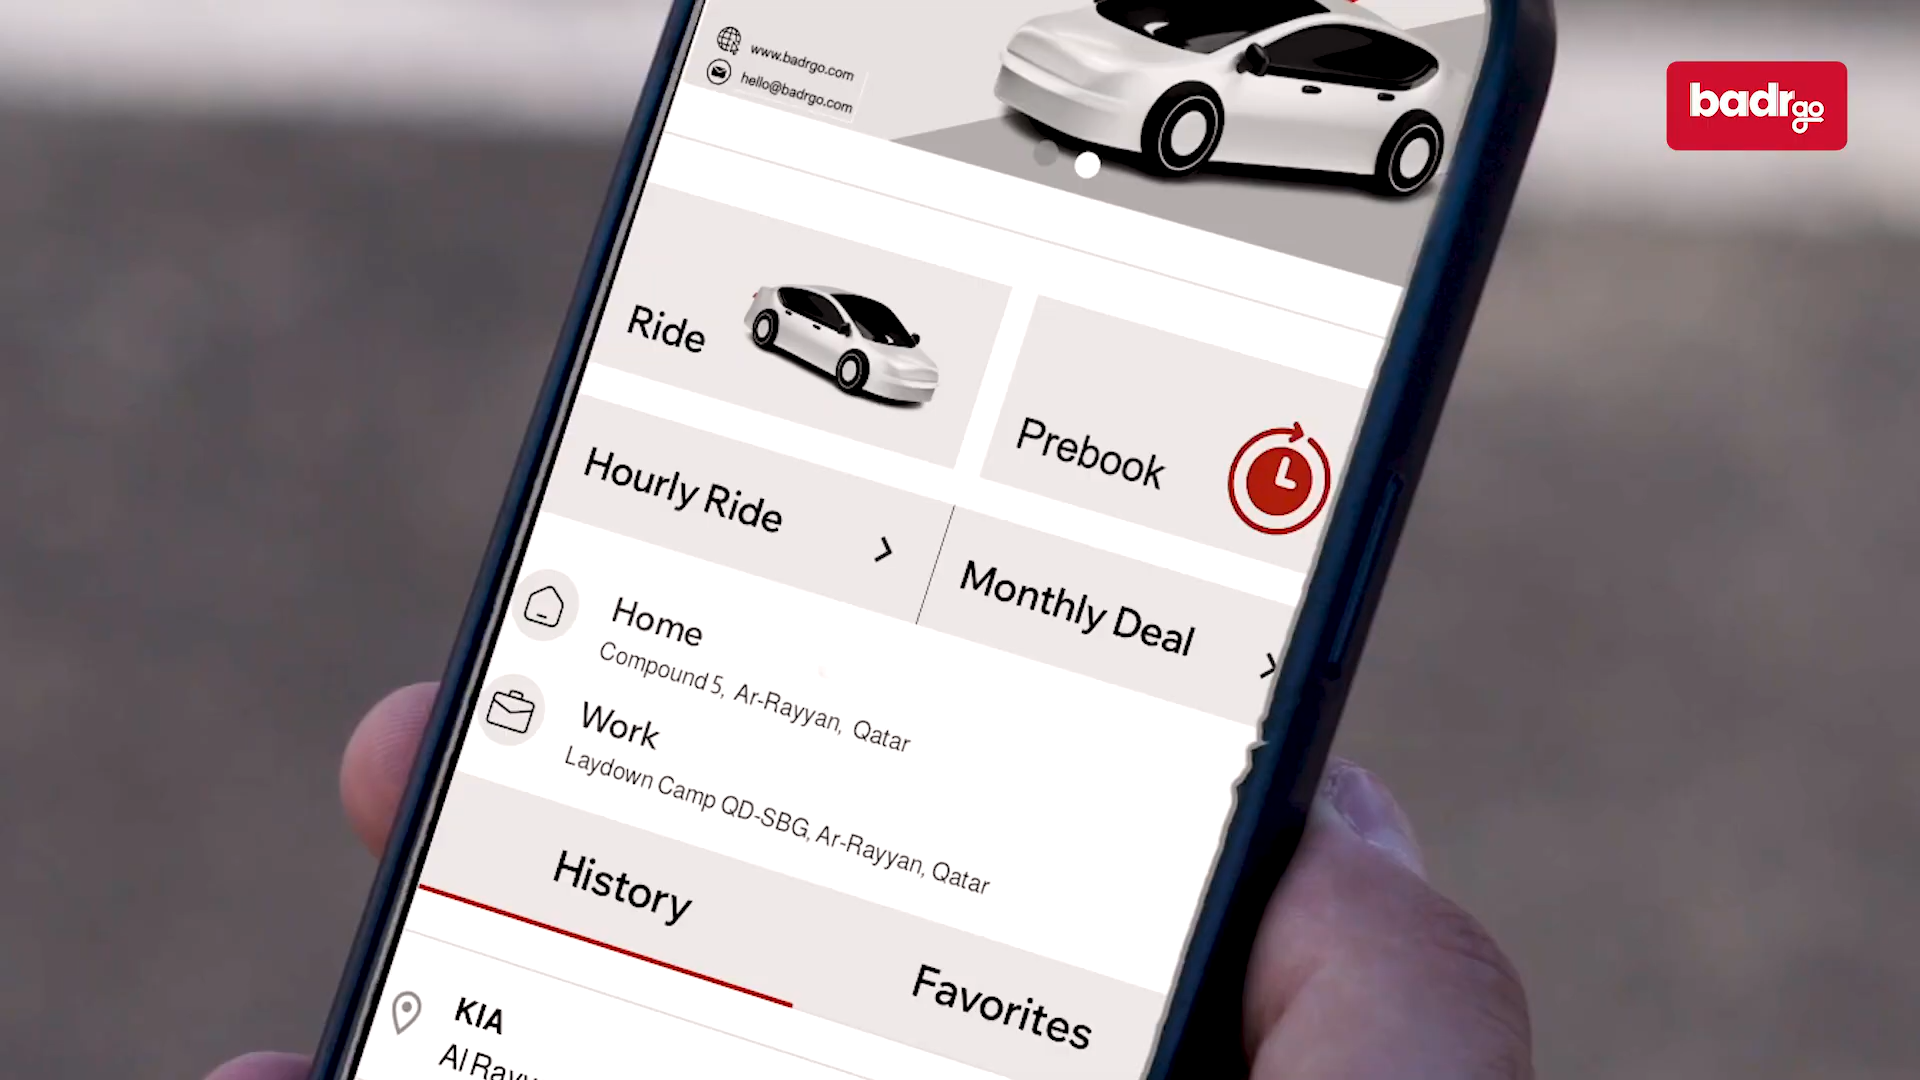 www.badrgo.com
hello@badrgo.com
badrgo
Ride
Prebook
Hourly Ride
Monthly Deal
Home
Compound 5, Ar-Rayyan, Qatar
Work
Laydown Camp QD-SBG, Ar-Rayyan, Qatar
History
Favorites
KIA
Al